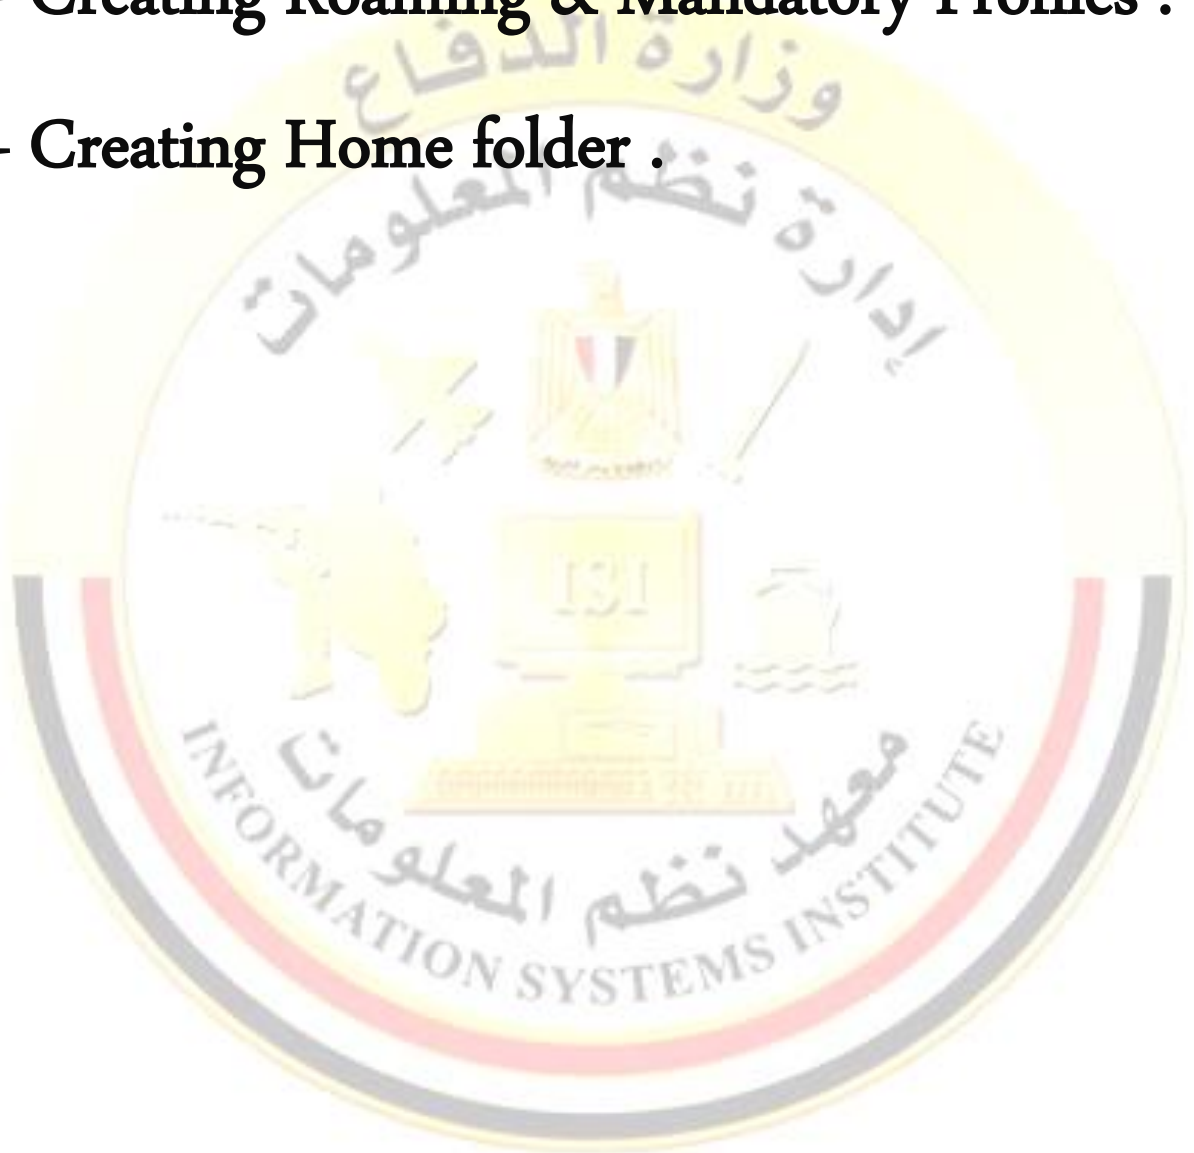 - Creating Roaming & Mandatory Profiles .
- Creating Home folder .
وزارة الدفاع
إدارة نظم المعلومات
ISI
معهد نظم المعلومات
INFORMATION SYSTEMS INSTITUTE